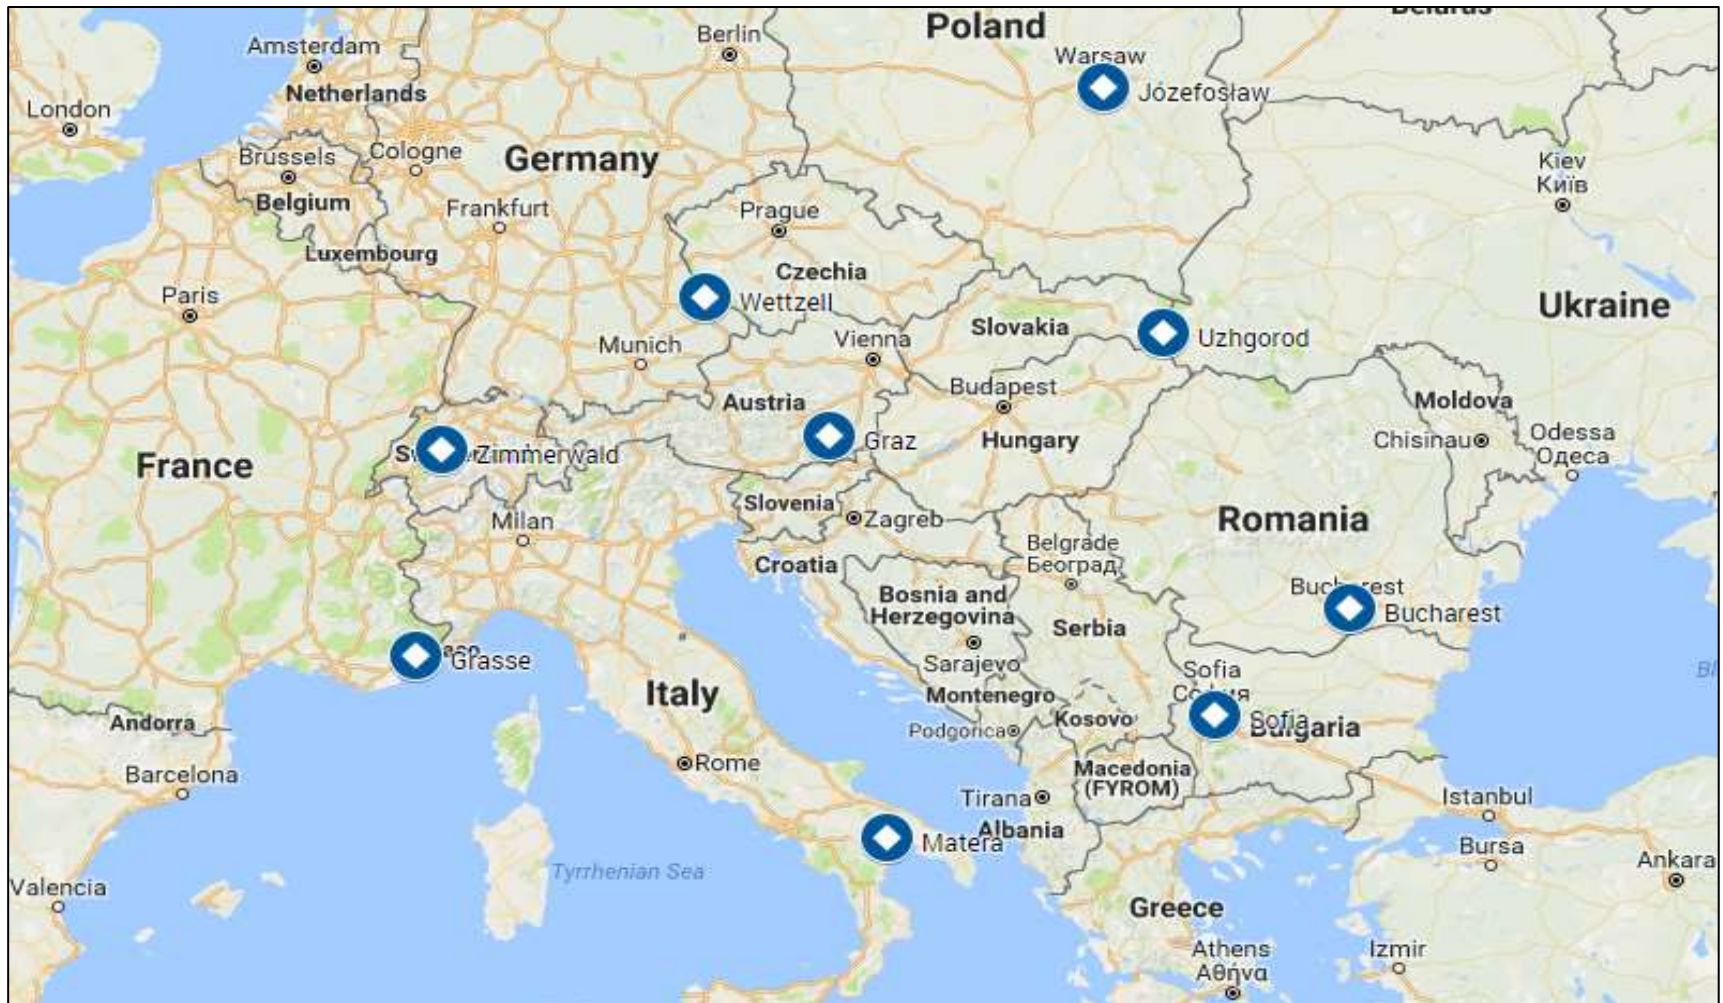 Belarus
Poland
Berlin
Amsterdam
Warsaw
Netherlands
Józefosław
London
Brussels
Cologne
Germany
Kiev
Київ
Belgium
Frankfurt
Prague
Luxembourg
Czechia
Paris
Wettzell
Ukraine
Slovakia
Uzhgorod
Munich
Vienna
Budapest
Austria
Moldova
Graz
Hungary
Chisinau
Odessa
Одеса
France
Zimmerwald
Slovenia
Milan
Zagreb
Romania
Belgrade
Београд
Croatia
Bucharest
Bosnia and
Herzegovina
Bucharest
Serbia
Sarajevo
Grasse
Sofia
София
Italy
Montenegro
Kosovo
Sofia
Bulgaria
Andorra
Podgorica
Rome
Barcelona
Macedonia
(FYROM)
Tirana
Istanbul
Albania
Matera
Bursa
Ankara
Tyrrhenian Sea
Valencia
Greece
Athens
Αθήνα
Izmir